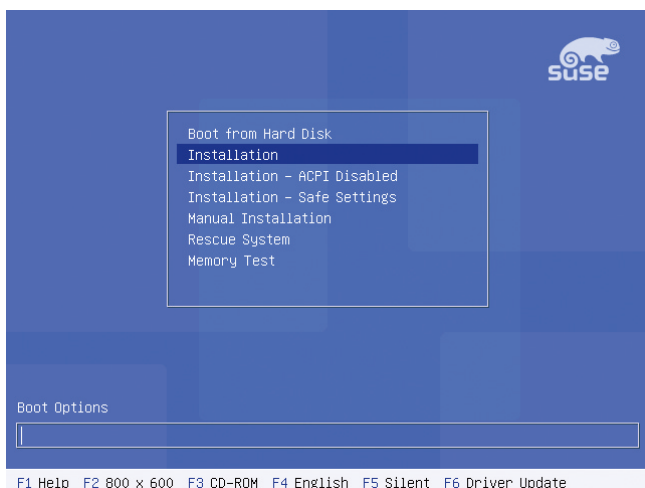 suse
Boot from Hard Disk
Installation
Installation – ACPI Disabled
Installation – Safe Settings
Manual Installation
Rescue System
Memory Test
Boot Options
F1 Help F2 800 x 600 F3 CD-ROM F4 English F5 Silent F6 Driver Update